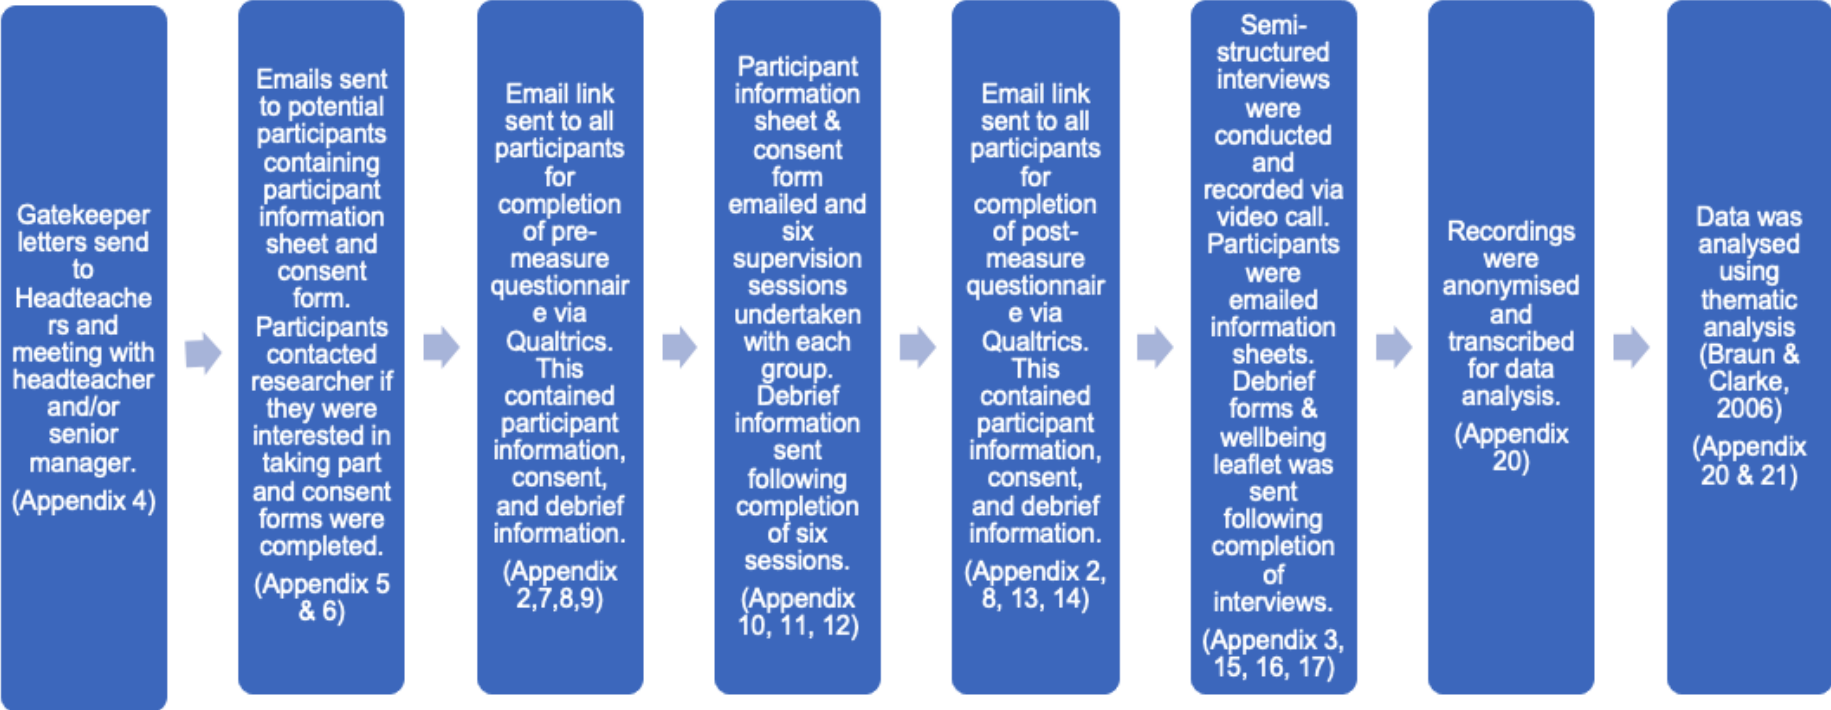 Gatekeeper
letters send
to
Headteache
rs and
meeting with
headteacher
and/or
senior
manager.
(Appendix 4)
Emails sent
to potential
participants
containing
participant
information
sheet and
consent
form.
Participants
contacted
researcher if
they were
interested in
taking part
and consent
forms were
completed.
(Appendix 5
& 6)
Email link
sent to all
participants
for
completion
of pre-
measure
questionnair
e via
Qualtrics.
This
contained
participant
information,
consent,
and debrief
information.
(Appendix
2,7,8,9)
Participant
information
sheet &
consent
form
emailed and
six
supervision
sessions
undertaken
with each
group.
Debrief
information
sent
following
completion
of six
sessions.
(Appendix
10, 11, 12)
Email link
sent to all
participants
for
completion
of post-
measure
questionnair
e via
Qualtrics.
This
contained
participant
information,
consent,
and debrief
information.
(Appendix 2,
8, 13, 14)
Semi-
structured
interviews
were
conducted
and
recorded via
video call.
Participants
were
emailed
information
sheets.
Debrief
forms &
wellbeing
leaflet was
sent
following
completion
of
interviews.
(Appendix 3,
15, 16, 17)
Recordings
were
anonymised
and
transcribed
for data
analysis.
(Appendix
20)
Data was
analysed
using
thematic
analysis
(Braun &
Clarke,
2006)
(Appendix
20 & 21)